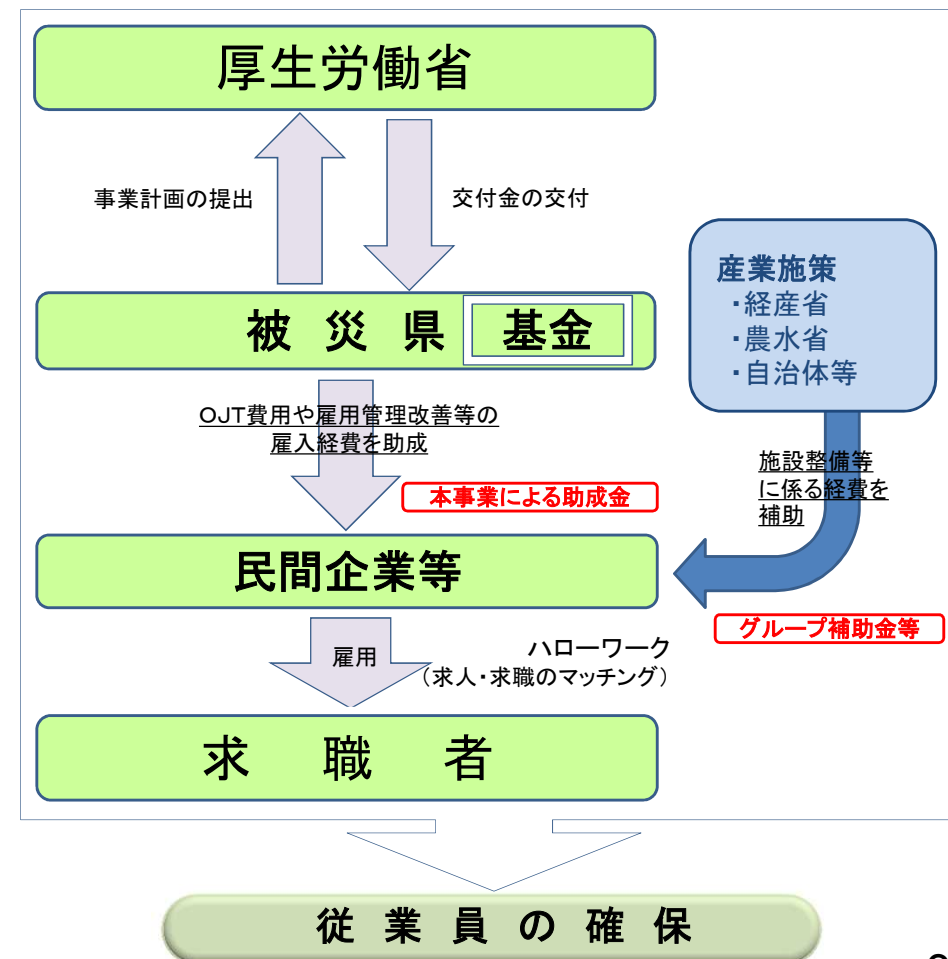 厚生労働省
事業計画の提出
交付金の交付
産業施策
・経産省
・農水省
・自治体等
被災県
基金
OJT費用や雇用管理改善等の
雇入経費を助成
本事業による助成金
施設整備等
に係る経費を
補助
民間企業等
グループ補助金等
雇用
ハローワーク
（求人・求職のマッチング）
求職者
従業員の確保